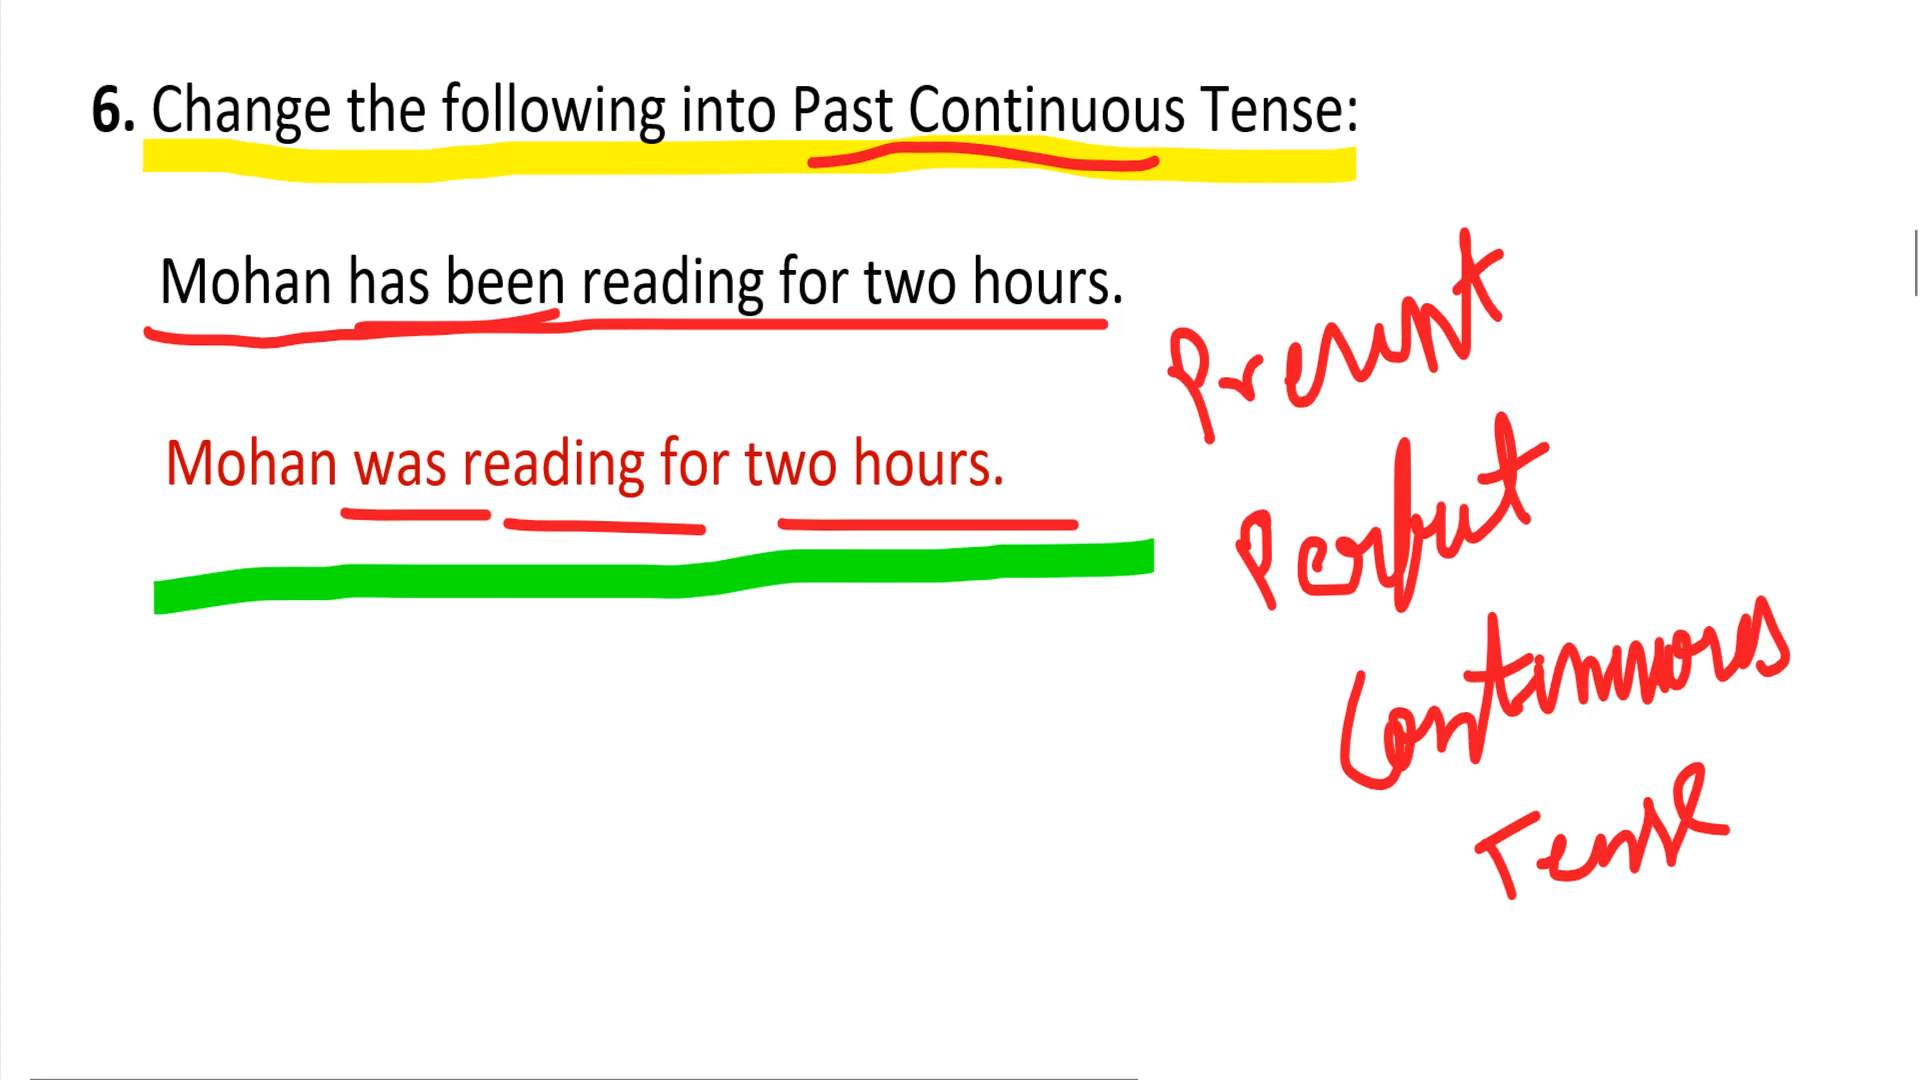 6. Change the following into Past Continuous Tense:
Mohan has been reading for two hours.
Mohan was reading for two hours.
Present
Perfect
Continuous
Tense